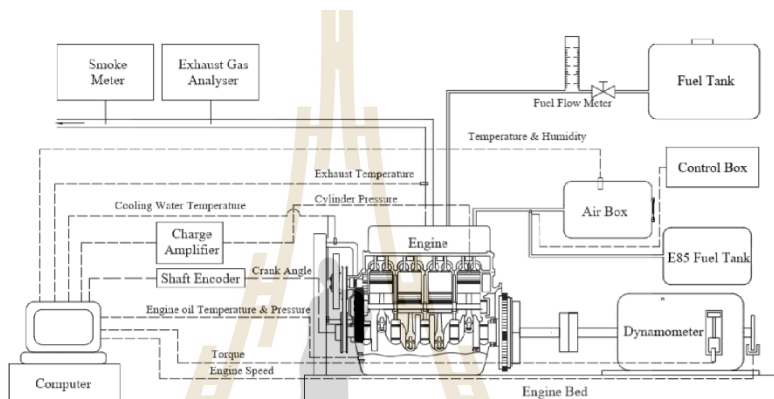 Smoke
Meter
Exhaust Gas
Analyser
Fuel Tank
Fuel Flow Meter
Temperature & Humidity
Control Box
Exhaust Temperature
Cooling Water Temperature
Cylinder Pressure
Air Box
Charge
Amplifier
Engine
E85 Fuel Tank
Shaft Encoder
Crank Angle
Engine oil Temperature & Pressure
Dynamometer
Torque
Engine Speed
Computer
Engine Bed